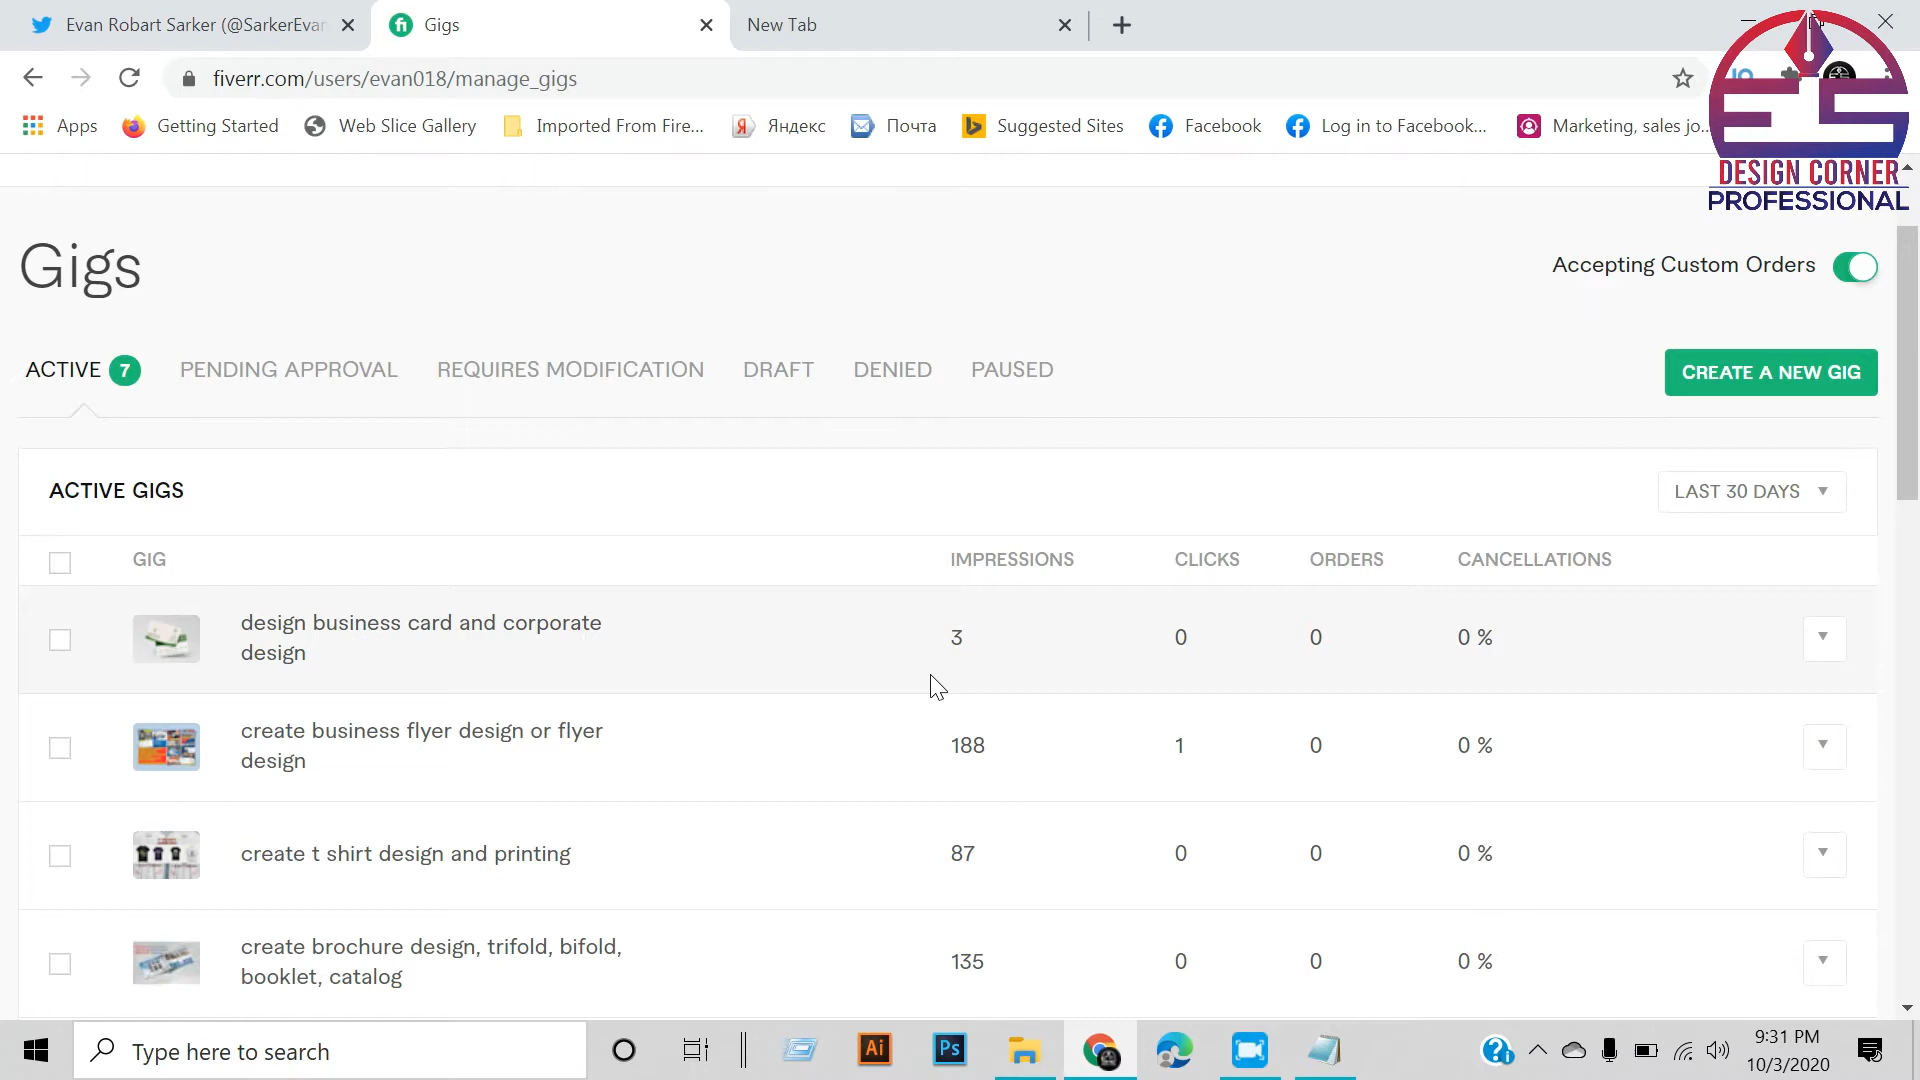 Evan Robart Sarker (@SarkerEvan
Gigs
New Tab
fiverr.com/users/evan018/manage_gigs
Apps
Getting Started
Web Slice Gallery
Imported From Fire...
Яндекс
Почта
Suggested Sites
Facebook
Log in to Facebook...
Marketing, sales jo...
DESIGN CORNER
PROFESSIONAL
Gigs
Accepting Custom Orders
ACTIVE 7
PENDING APPROVAL
REQUIRES MODIFICATION
DRAFT
DENIED
PAUSED
CREATE A NEW GIG
ACTIVE GIGS
LAST 30 DAYS
GIG IMPRESSIONS CLICKS ORDERS CANCELLATIONS
design business card and corporate
design
3 0 0 0 %
create business flyer design or flyer
design
188 1 0 0 %
create t shirt design and printing
87 0 0 0 %
create brochure design, trifold, bifold,
booklet, catalog
135 0 0 0 %
Type here to search
Ai
Ps
9:31 PM
10/3/2020